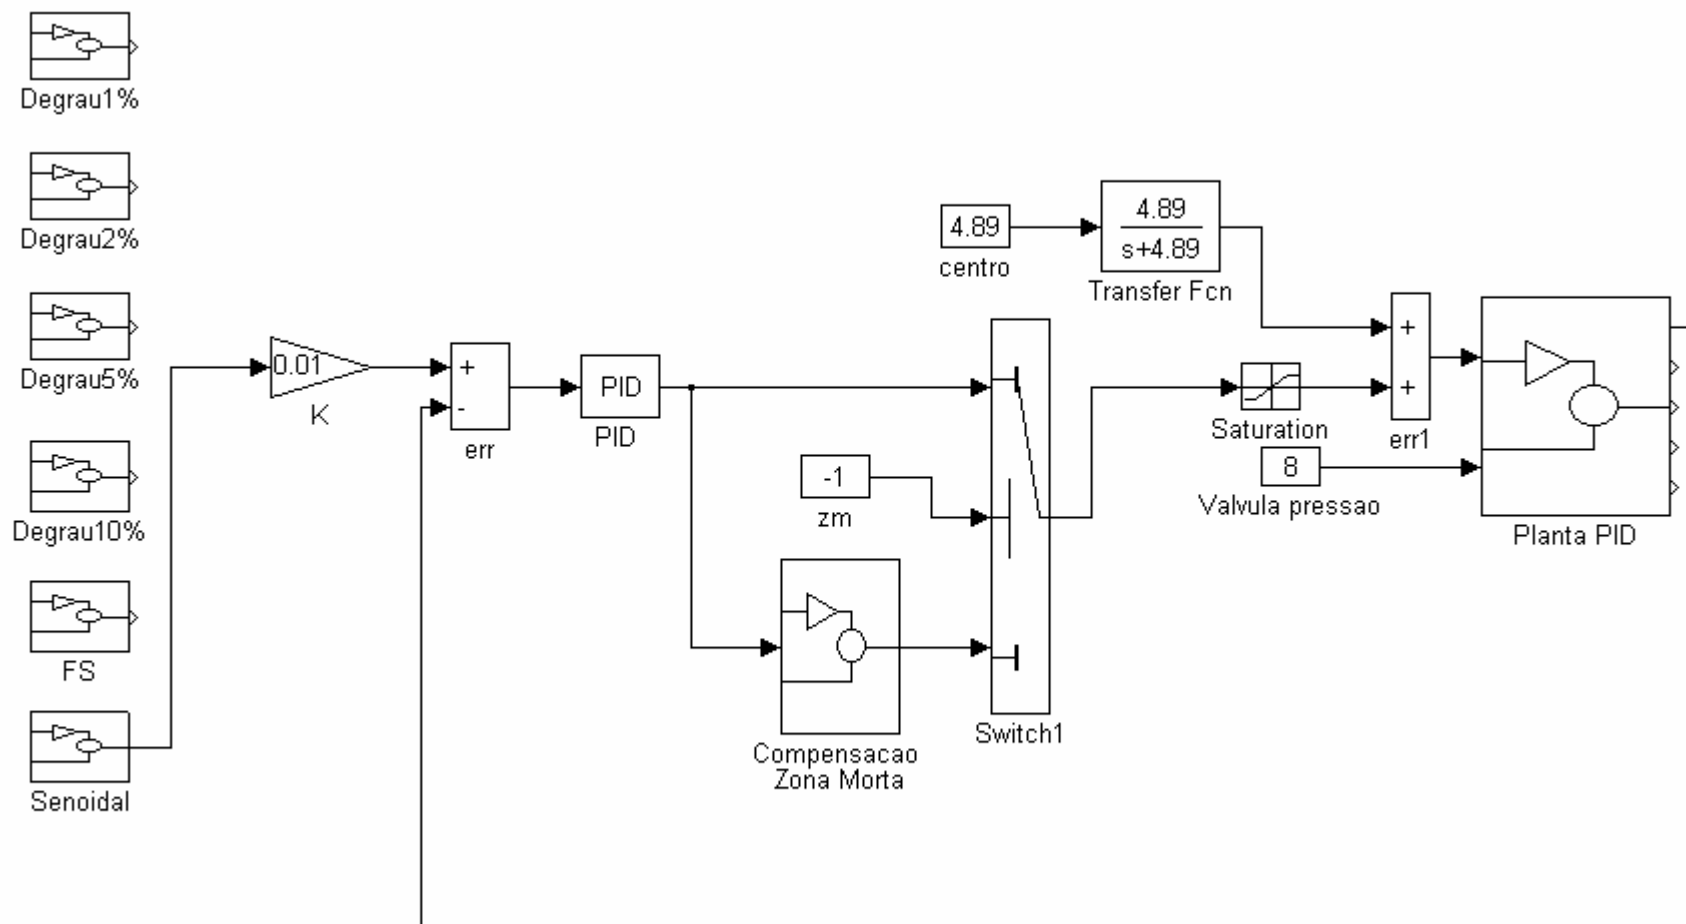 Degrau1%
Degrau2%
Degrau5%
Degrau10%
FS
Senoidal
0.01
K
+
-
err
PID
PID
-1
zm
Compensacao
Zona Morta
Switch1
4.89
centro
4.89
s+4.89
Transfer Fcn
Saturation
8
Valvula pressao
+
+
err1
Planta PID